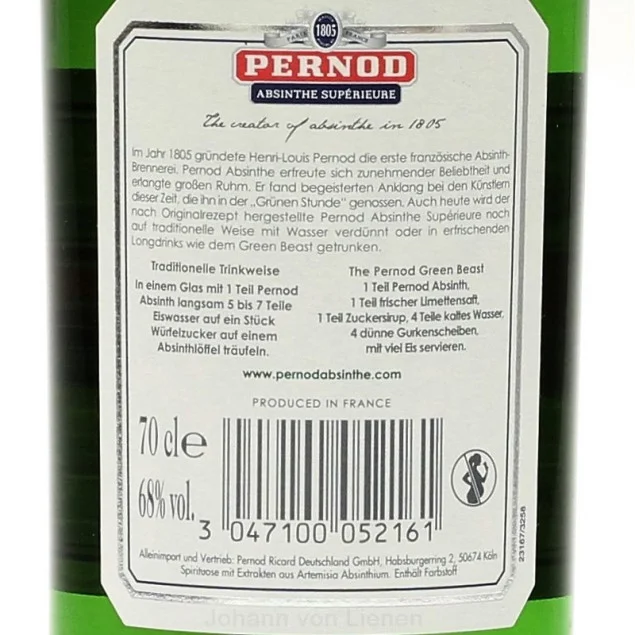 PARIS 1805 FRANCE
PERNOD
ABSINTHE SUPÉRIEURE
The creator of absinthe in 1805
Im Jahr 1805 gründete Henri-Louis Pernod die erste französische Absinth-
Brennerei. Pernod Absinthe erfreute sich zunehmender Beliebtheit und
erlangte großen Ruhm. Er fand begeisterten Anklang bei den Künstlern
dieser Zeit, die ihn in der „Grünen Stunde" genossen. Auch heute wird der
nach Originalrezept hergestellte Pernod Absinthe Supérieure noch
auf traditionelle Weise mit Wasser verdünnt oder in erfrischenden
Longdrinks wie dem Green Beast getrunken.
Traditionelle Trinkweise
In einem Glas mit 1 Teil Pernod
Absinth langsam 5 bis 7 Teile
Eiswasser auf ein Stück
Würfelzucker auf einem
Absinthlöffel träufeln.
The Pernod Green Beast
1 Teil Pernod Absinth,
1 Teil frischer Limettensaft,
1 Teil Zuckersirup, 4 Teile kaltes Wasser,
4 dünne Gurkenscheiben,
mit viel Eis servieren.
www.pernodabsinthe.com
PRODUCED IN FRANCE
70 cl e
68% vol.
3 047100 052161
Alleinimport und Vertrieb: Pernod Ricard Deutschland GmbH, Habsburgerring 2, 50674 Köln
Spirituose mit Extrakten aus Artemisia Absinthium. Enthält Farbstoff
23167/3256
Johann von Lienen